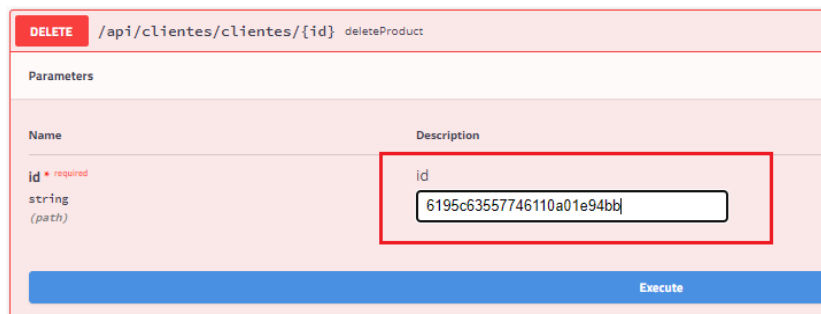 DELETE /api/clientes/clientes/{id} deleteProduct
Parameters
Name Description
id * required id
string 6195c63557746110a01e94bb
(path)
Execute